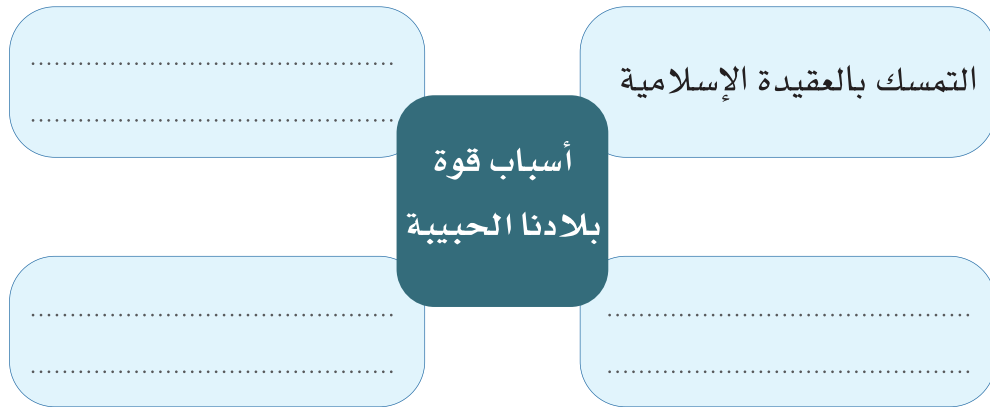 التمسك بالعقيدة الإسلامية
أسباب قوة
بلادنا الحبيبة